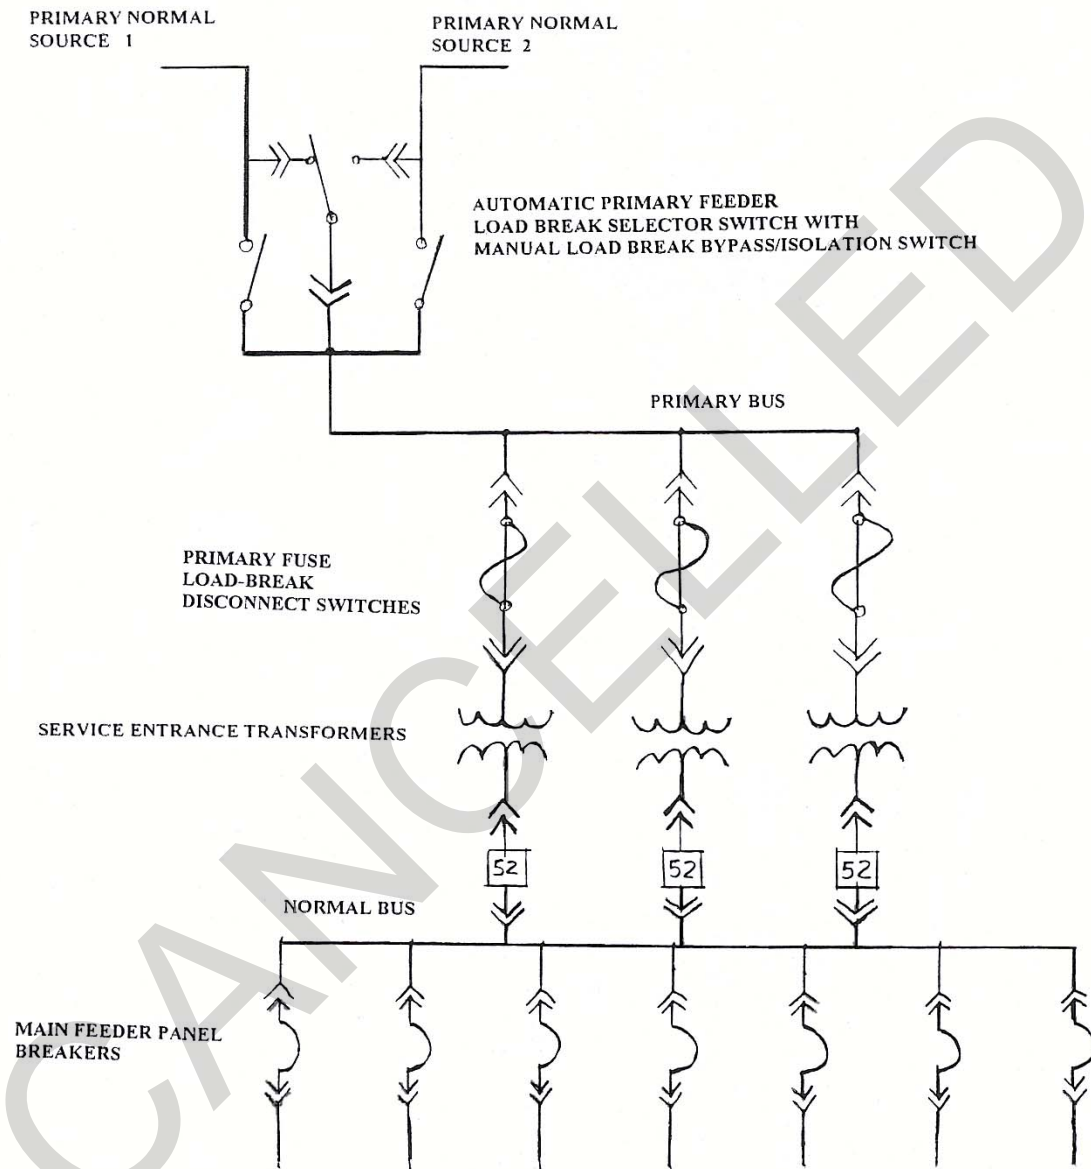 PRIMARY NORMAL
SOURCE 1
PRIMARY NORMAL
SOURCE 2
AUTOMATIC PRIMARY FEEDER
LOAD BREAK SELECTOR SWITCH WITH
MANUAL LOAD BREAK BYPASS/ISOLATION SWITCH
PRIMARY BUS
PRIMARY FUSE
LOAD-BREAK
DISCONNECT SWITCHES
SERVICE ENTRANCE TRANSFORMERS
52
52
52
NORMAL BUS
MAIN FEEDER PANEL
BREAKERS
CANCELLED